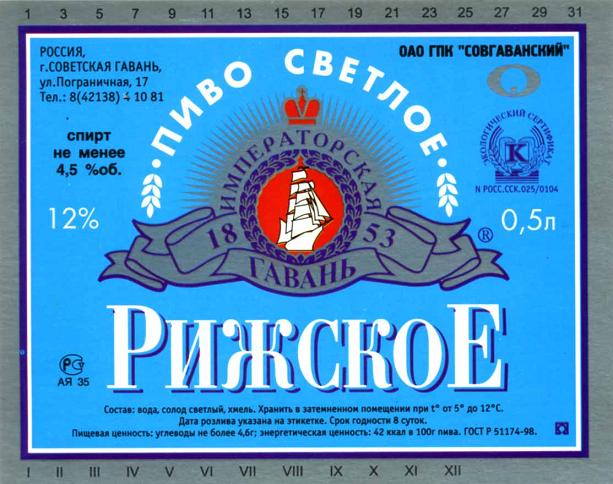 1 3 5 7 9 11 13 15 17 19 21 23 25 27 29 31
РОССИЯ,
г.СОВЕТСКАЯ ГАВАНЬ,
ул.Пограничная, 17
Тел.: 8(42138) 4 10 81
ОАО ГПК "СОВГАВАНСКИЙ"
ПИВО СВЕТЛОЕ
спирт
не менее
4,5 %об.
ЭКОЛОГИЧЕСКИЙ СЕРТИФИКАТ
К
N РОСС.ССК.025/0104
12%
0,5л
ИМПЕРАТОРСКАЯ
18 53
ГАВАНЬ
®
РИЖСКОЕ
АЯ 35
Состав: вода, солод светлый, хмель. Хранить в затемненном помещении при t° от 5° до 12°С.
Дата розлива указана на этикетке. Срок годности 8 суток.
Пищевая ценность: углеводы не более 4,6г; энергетическая ценность: 42 ккал в 100г пива. ГОСТ Р 51174-98.
I II III IV V VI VII VIII IX X XI XII